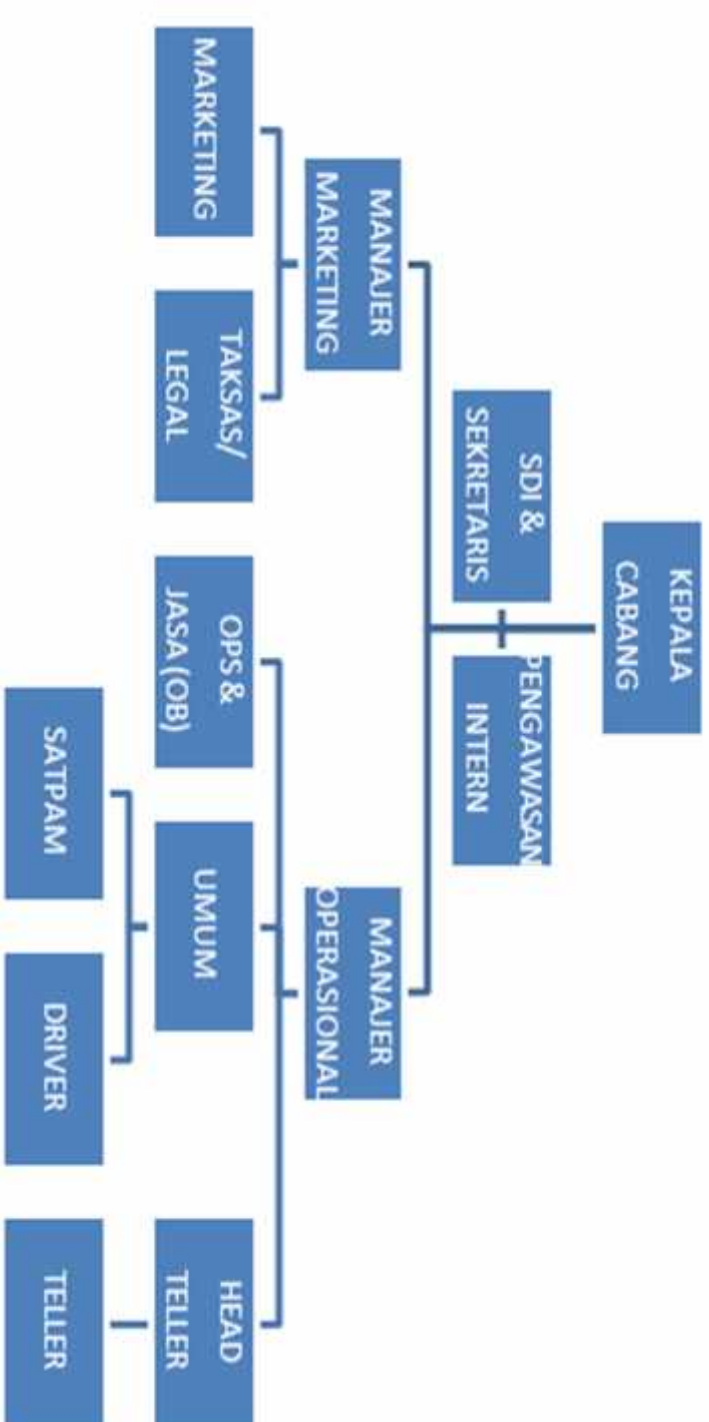 KEPALA
CABANG
SDI &
SEKRETARIS
PENGAWASAN
INTERN
MANAJER
MARKETING
MANAJER
OPERASIONAL
MARKETING
TAKSAS/
LEGAL
OPS &
JASA (OB)
UMUM
HEAD
TELLER
SATPAM
DRIVER
TELLER